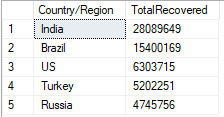 Country/Region TotalRecovered
1 India 28089649
2 Brazil 15400169
3 US 6303715
4 Turkey 5202251
5 Russia 4745756